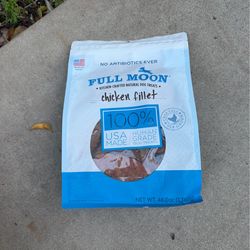 NO ANTIBIOTICS EVER
FULL MOON
KITCHEN CRAFTED NATURAL DOG TREATS
chicken fillet
100%
USA HUMAN
MADE GRADE